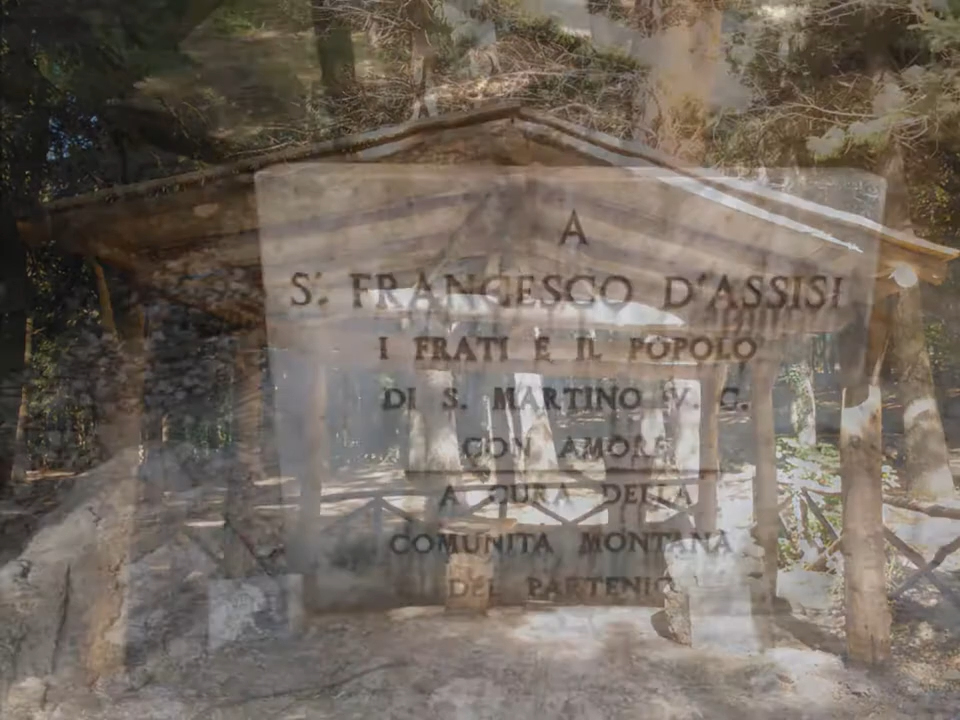 A
S'. FRANCESCO D'ASSISI
I FRATI E IL POPOLO
DI S. MARTINO V. C.
CON AMORE
A CURA DELLA
COMUNITA MONTANA
DEL PARTENIO